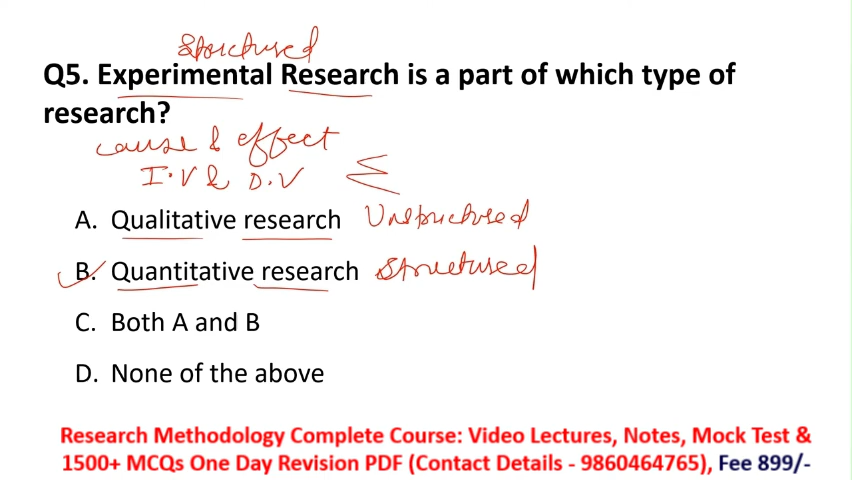 Structured
Q5. Experimental Research is a part of which type of
research?
cause & effect
I.V & D.V
A. Qualitative research Unstructured
B. Quantitative research Structured
C. Both A and B
D. None of the above
Research Methodology Complete Course: Video Lectures, Notes, Mock Test &
1500+ MCQs One Day Revision PDF (Contact Details - 9860464765), Fee 899/-